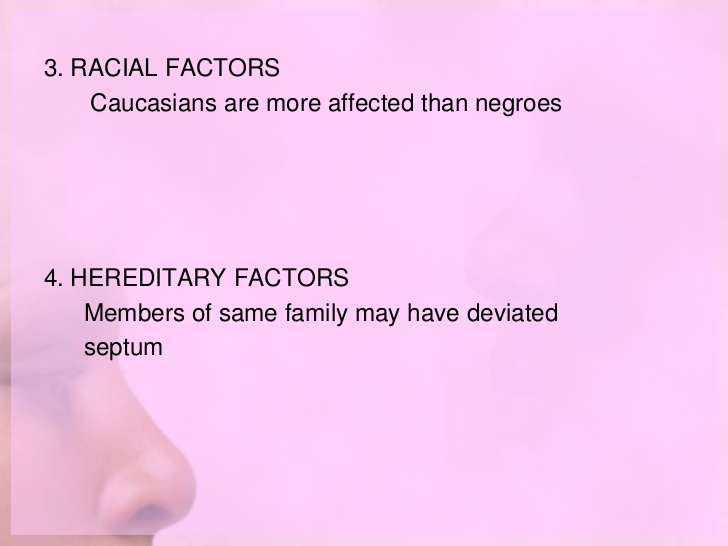 3. RACIAL FACTORS
Caucasians are more affected than negroes
4. HEREDITARY FACTORS
Members of same family may have deviated
septum